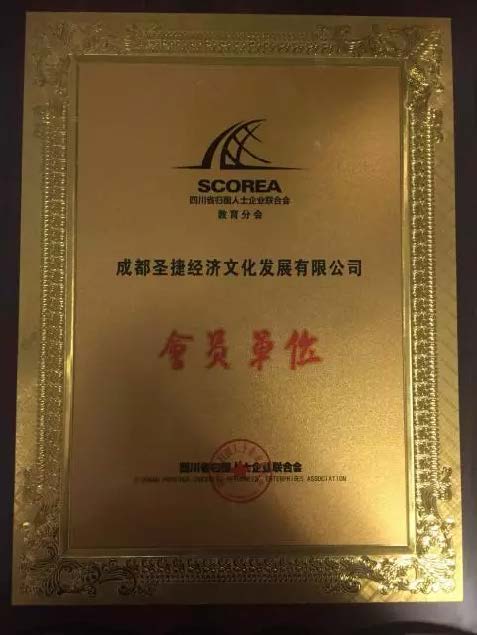 SCOREA
四川省归国人士企业联合会
教育分会
成都圣捷经济文化发展有限公司
會员單位
四川省归国人士企业联合会
ENTERPRISES ASSOCIATION